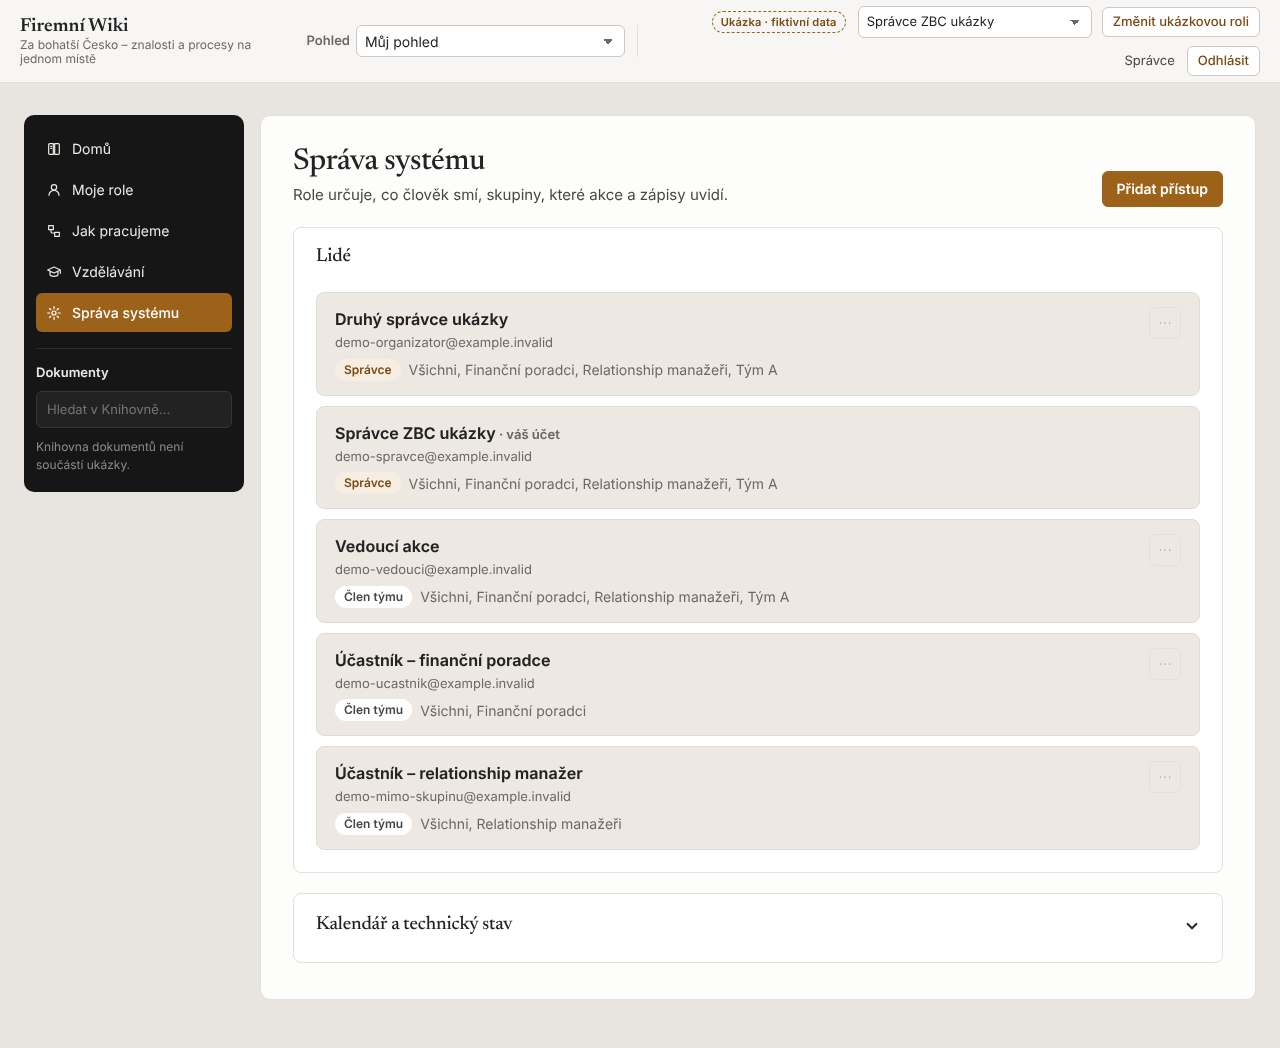 Firemní Wiki
Za bohatší Česko – znalosti a procesy na
jednom místě
Pohled
Můj pohled
Ukázka · fiktivní data
Správce ZBC ukázky
Změnit ukázkovou roli
Správce
Odhlásit
Domů
Moje role
Jak pracujeme
Vzdělávání
Správa systému
Dokumenty
Hledat v Knihovně...
Knihovna dokumentů není
součástí ukázky.
Správa systému
Role určuje, co člověk smí, skupiny, které akce a zápisy uvidí.
Přidat přístup
Lidé
Druhý správce ukázky
demo-organizator@example.invalid
Správce Všichni, Finanční poradci, Relationship manažeři, Tým A
Správce ZBC ukázky · váš účet
demo-spravce@example.invalid
Správce Všichni, Finanční poradci, Relationship manažeři, Tým A
Vedoucí akce
demo-vedouci@example.invalid
Člen týmu Všichni, Finanční poradci, Relationship manažeři, Tým A
Účastník – finanční poradce
demo-ucastnik@example.invalid
Člen týmu Všichni, Finanční poradci
Účastník – relationship manažer
demo-mimo-skupinu@example.invalid
Člen týmu Všichni, Relationship manažeři
Kalendář a technický stav